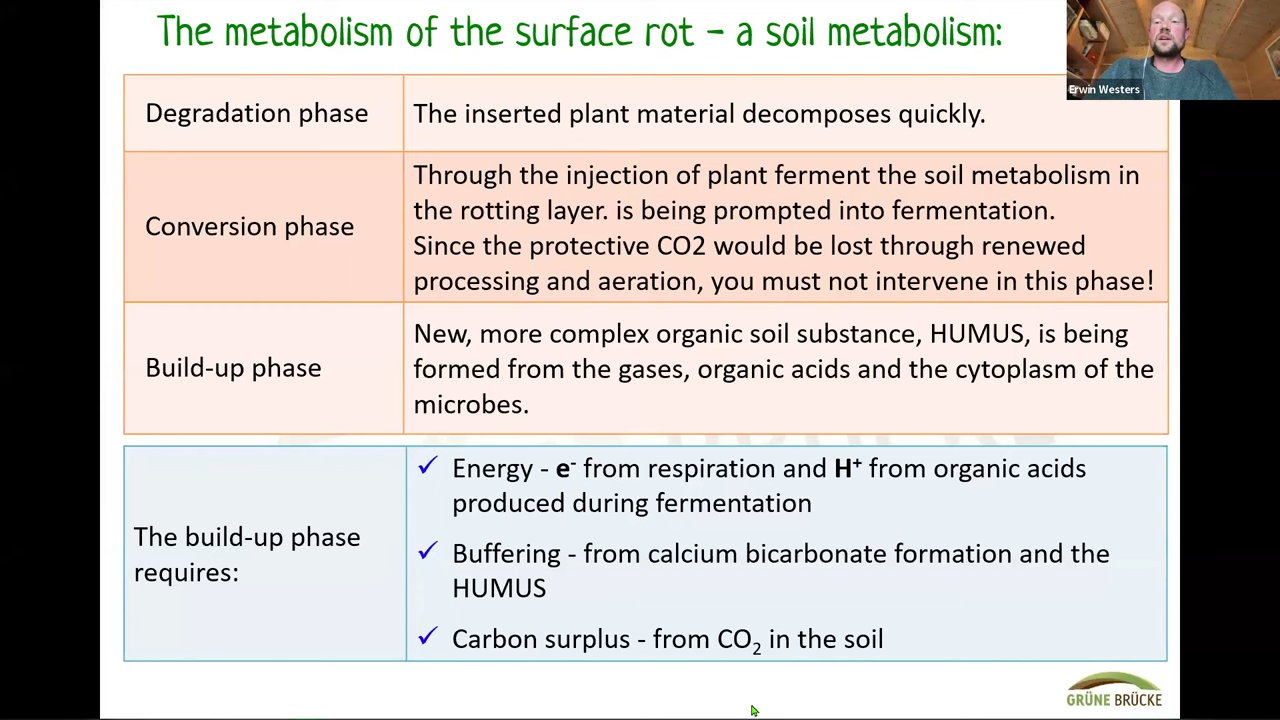 The metabolism of the surface rot – a soil metabolism:
Erwin Westers
Degradation phase
The inserted plant material decomposes quickly.
Conversion phase
Through the injection of plant ferment the soil metabolism in
the rotting layer. is being prompted into fermentation.
Since the protective CO2 would be lost through renewed
processing and aeration, you must not intervene in this phase!
Build-up phase
New, more complex organic soil substance, HUMUS, is being
formed from the gases, organic acids and the cytoplasm of the
microbes.
The build-up phase
requires:
✓ Energy - e⁻ from respiration and H⁺ from organic acids
produced during fermentation
✓ Buffering - from calcium bicarbonate formation and the
HUMUS
✓ Carbon surplus - from CO₂ in the soil
GRÜNE BRÜCKE